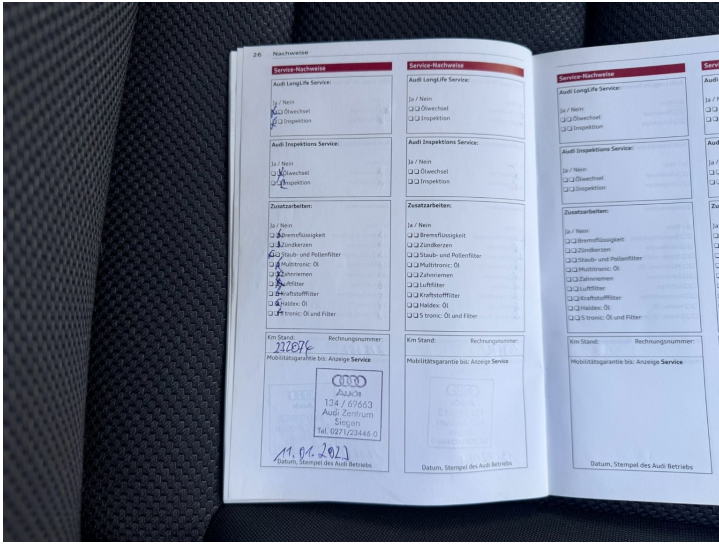 26 Nachweise
Service-Nachweise
Audi LongLife Service:
Ja / Nein
Ölwechsel
Inspektion
Audi Inspektions Service:
Ja / Nein
Ölwechsel
Inspektion
Zusatzarbeiten:
Ja / Nein
Bremsflüssigkeit
Zündkerzen
Staub- und Pollenfilter
Multitronic: Öl
Zahnriemen
Luftfilter
Kraftstofffilter
Haldex: Öl
S tronic: Öl und Filter
Km Stand: Rechnungsnummer:
232074
Mobilitätsgarantie bis: Anzeige Service
Audi
134 / 69663
Audi Zentrum
Siegen
Tel. 0271/23446-0
11.01.202
Datum, Stempel des Audi Betriebs
Service-Nachweise
Audi LongLife Service:
Ja / Nein
Ölwechsel
Inspektion
Audi Inspektions Service:
Ja / Nein
Ölwechsel
Inspektion
Zusatzarbeiten:
Ja / Nein
Bremsflüssigkeit
Zündkerzen
Staub- und Pollenfilter
Multitronic: Öl
Zahnriemen
Luftfilter
Kraftstofffilter
Haldex: Öl
S tronic: Öl und Filter
Km Stand: Rechnungsnummer:
Mobilitätsgarantie bis: Anzeige Service
Datum, Stempel des Audi Betriebs
Service-Nachweise
Audi LongLife Service:
Ja / Nein
Ölwechsel
Inspektion
Audi Inspektions Service:
Ja / Nein
Ölwechsel
Inspektion
Zusatzarbeiten:
Ja / Nein
Bremsflüssigkeit
Zündkerzen
Staub- und Pollenfilter
Multitronic: Öl
Zahnriemen
Luftfilter
Kraftstofffilter
Haldex: Öl
S tronic: Öl und Filter
Km Stand: Rechnungsnummer:
Mobilitätsgarantie bis: Anzeige Service
Datum, Stempel des Audi Betriebs